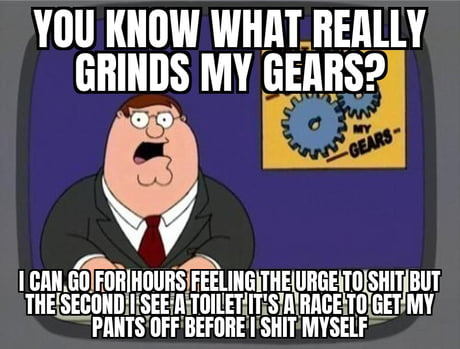 YOU KNOW WHAT REALLY
GRINDS MY GEARS?
MY
GEARS
I CAN GO FOR HOURS FEELING THE URGE TO SHIT BUT
THE SECOND I SEE A TOILET IT'S A RACE TO GET MY
PANTS OFF BEFORE I SHIT MYSELF